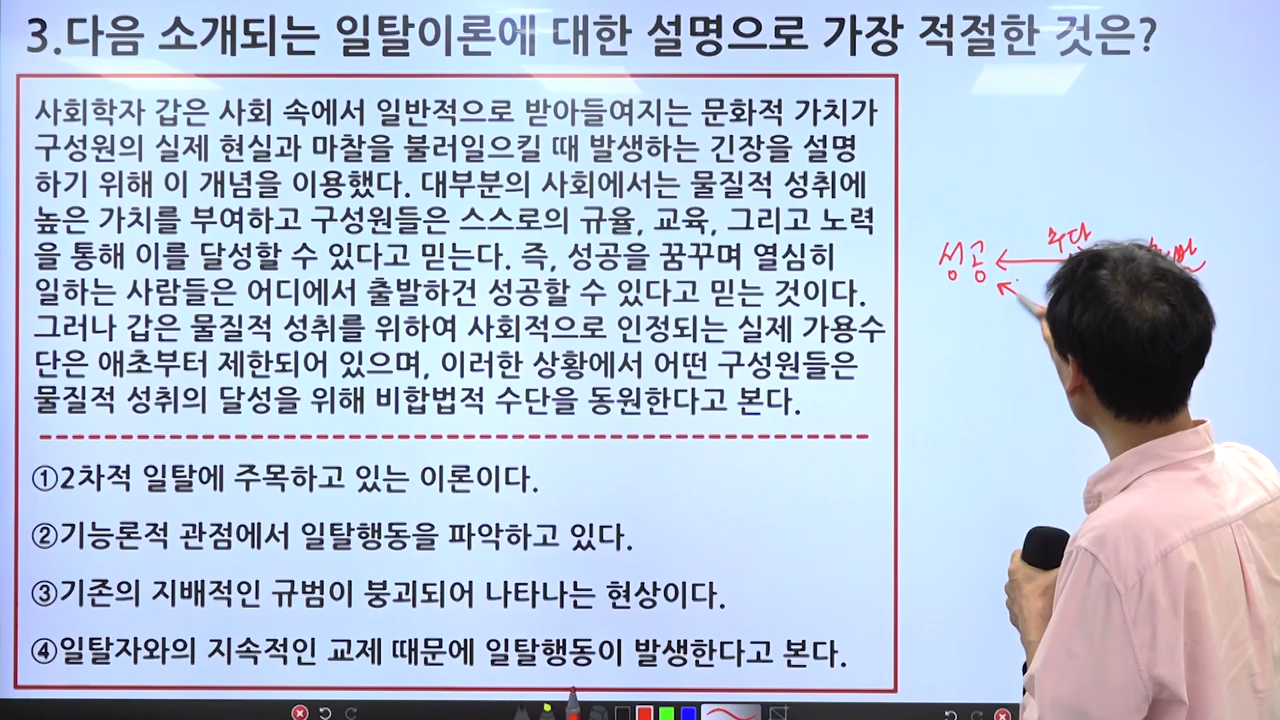 3.다음 소개되는 일탈이론에 대한 설명으로 가장 적절한 것은?
사회학자 갑은 사회 속에서 일반적으로 받아들여지는 문화적 가치가
구성원의 실제 현실과 마찰을 불러일으킬 때 발생하는 긴장을 설명
하기 위해 이 개념을 이용했다. 대부분의 사회에서는 물질적 성취에
높은 가치를 부여하고 구성원들은 스스로의 규율, 교육, 그리고 노력
을 통해 이를 달성할 수 있다고 믿는다. 즉, 성공을 꿈꾸며 열심히
일하는 사람들은 어디에서 출발하건 성공할 수 있다고 믿는 것이다.
그러나 갑은 물질적 성취를 위하여 사회적으로 인정되는 실제 가용수
단은 애초부터 제한되어 있으며, 이러한 상황에서 어떤 구성원들은
물질적 성취의 달성을 위해 비합법적 수단을 동원한다고 본다.
①2차적 일탈에 주목하고 있는 이론이다.
②기능론적 관점에서 일탈행동을 파악하고 있다.
③기존의 지배적인 규범이 붕괴되어 나타나는 현상이다.
④일탈자와의 지속적인 교제 때문에 일탈행동이 발생한다고 본다.
성공 수단